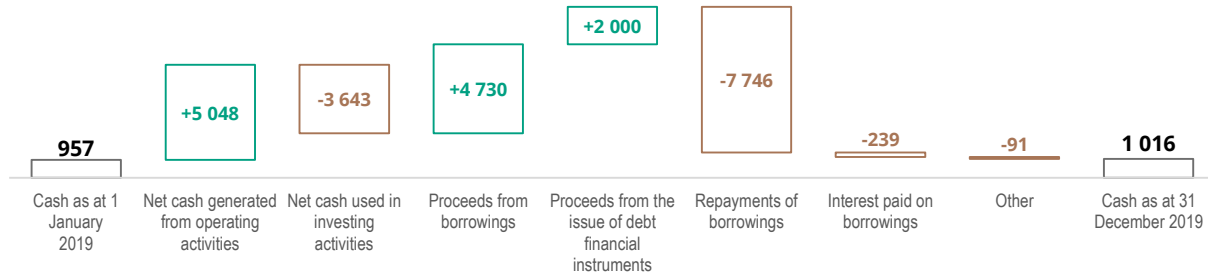 +2 000
+5 048
-3 643
+4 730
-7 746
957
-239
-91
1 016
Cash as at 1
January
2019
Net cash generated
from operating
activities
Net cash used in
investing
activities
Proceeds from
borrowings
Proceeds from the
issue of debt
financial
instruments
Repayments of
borrowings
Interest paid on
borrowings
Other
Cash as at 31
December 2019